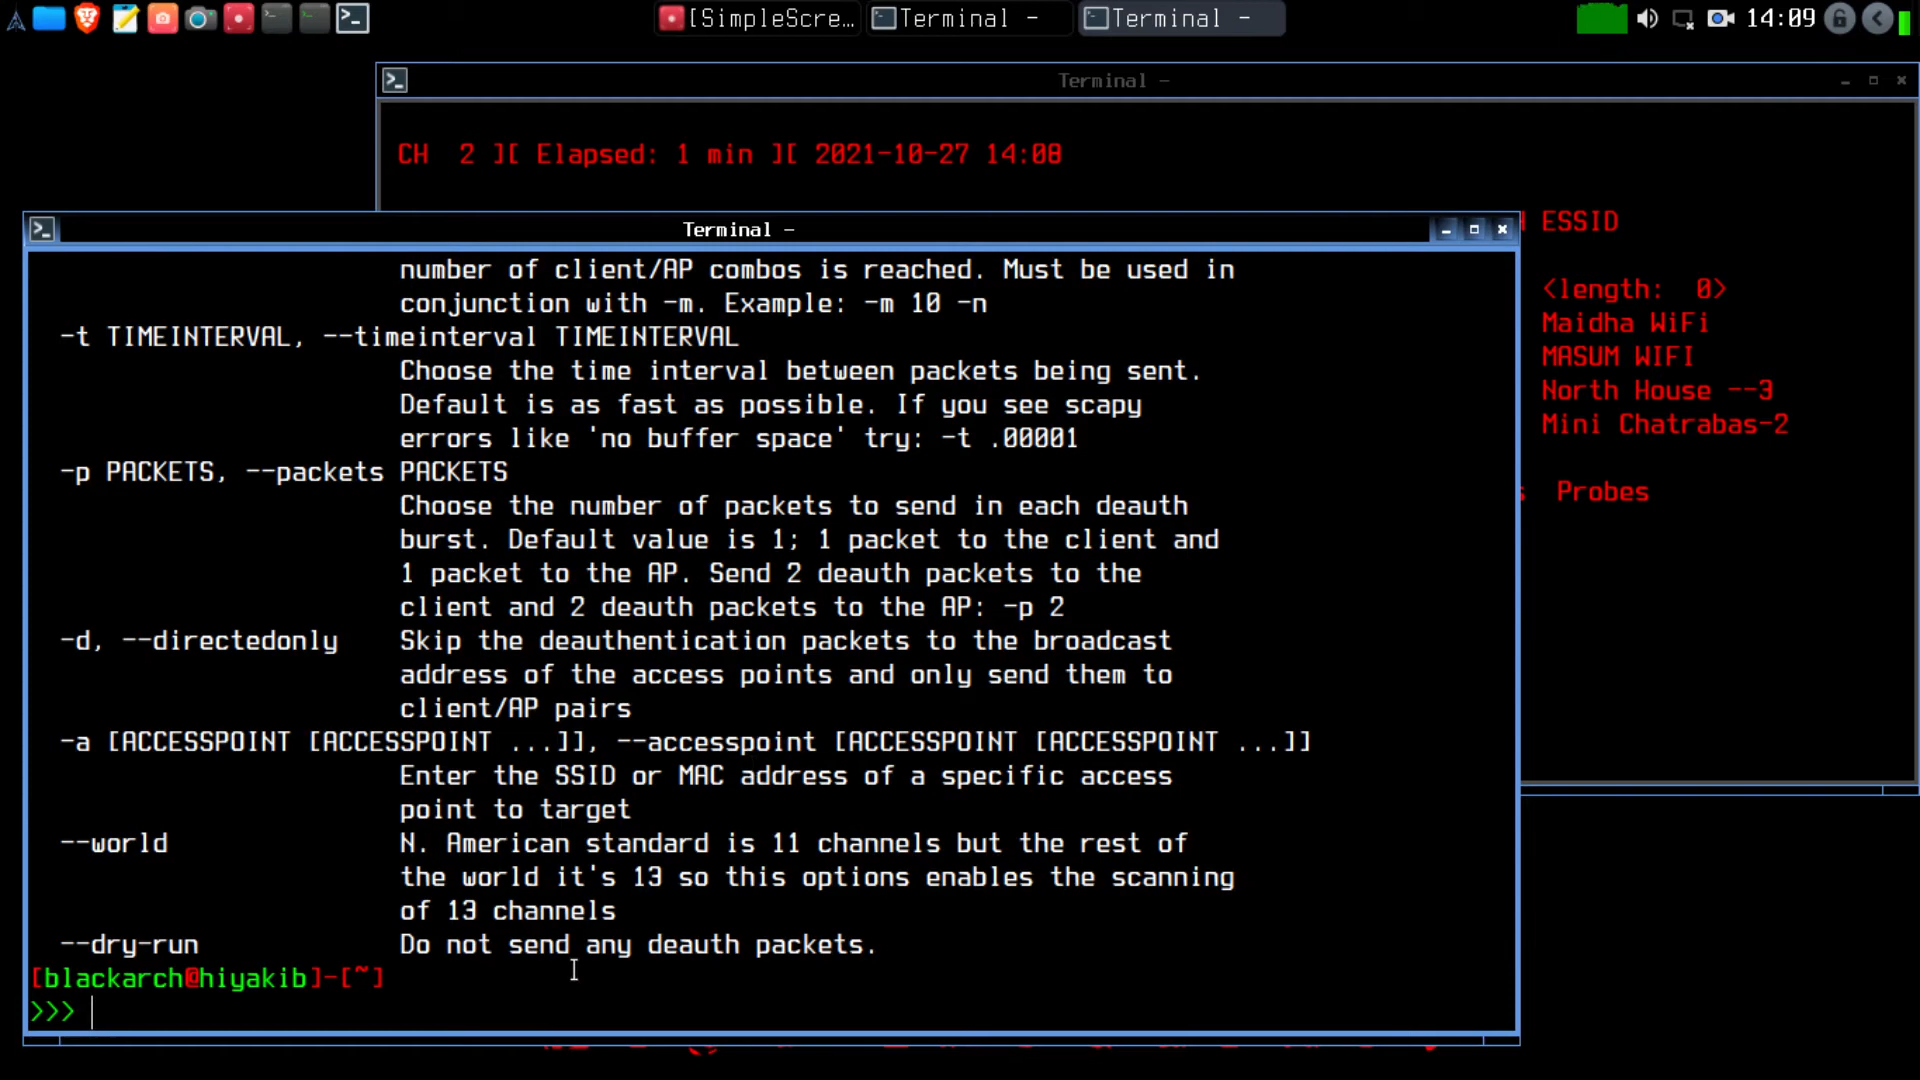 [SimpleScre...
Terminal -
Terminal -
14:09
Terminal -
CH 2 ][ Elapsed: 1 min ][ 2021-10-27 14:08
ESSID
<length: 0>
Maidha WiFi
MASUM WIFI
North House --3
Mini Chatrabas-2
Probes
Terminal -
number of client/AP combos is reached. Must be used in
conjunction with -m. Example: -m 10 -n
-t TIMEINTERVAL, --timeinterval TIMEINTERVAL
Choose the time interval between packets being sent.
Default is as fast as possible. If you see scapy
errors like 'no buffer space' try: -t .00001
-p PACKETS, --packets PACKETS
Choose the number of packets to send in each deauth
burst. Default value is 1; 1 packet to the client and
1 packet to the AP. Send 2 deauth packets to the
client and 2 deauth packets to the AP: -p 2
-d, --directedonly Skip the deauthentication packets to the broadcast
address of the access points and only send them to
client/AP pairs
-a [ACCESSPOINT [ACCESSPOINT ...]], --accesspoint [ACCESSPOINT [ACCESSPOINT ...]]
Enter the SSID or MAC address of a specific access
point to target
--world N. American standard is 11 channels but the rest of
the world it's 13 so this options enables the scanning
of 13 channels
--dry-run Do not send any deauth packets.
[blackarch@hiyakib]-[~]
>>>